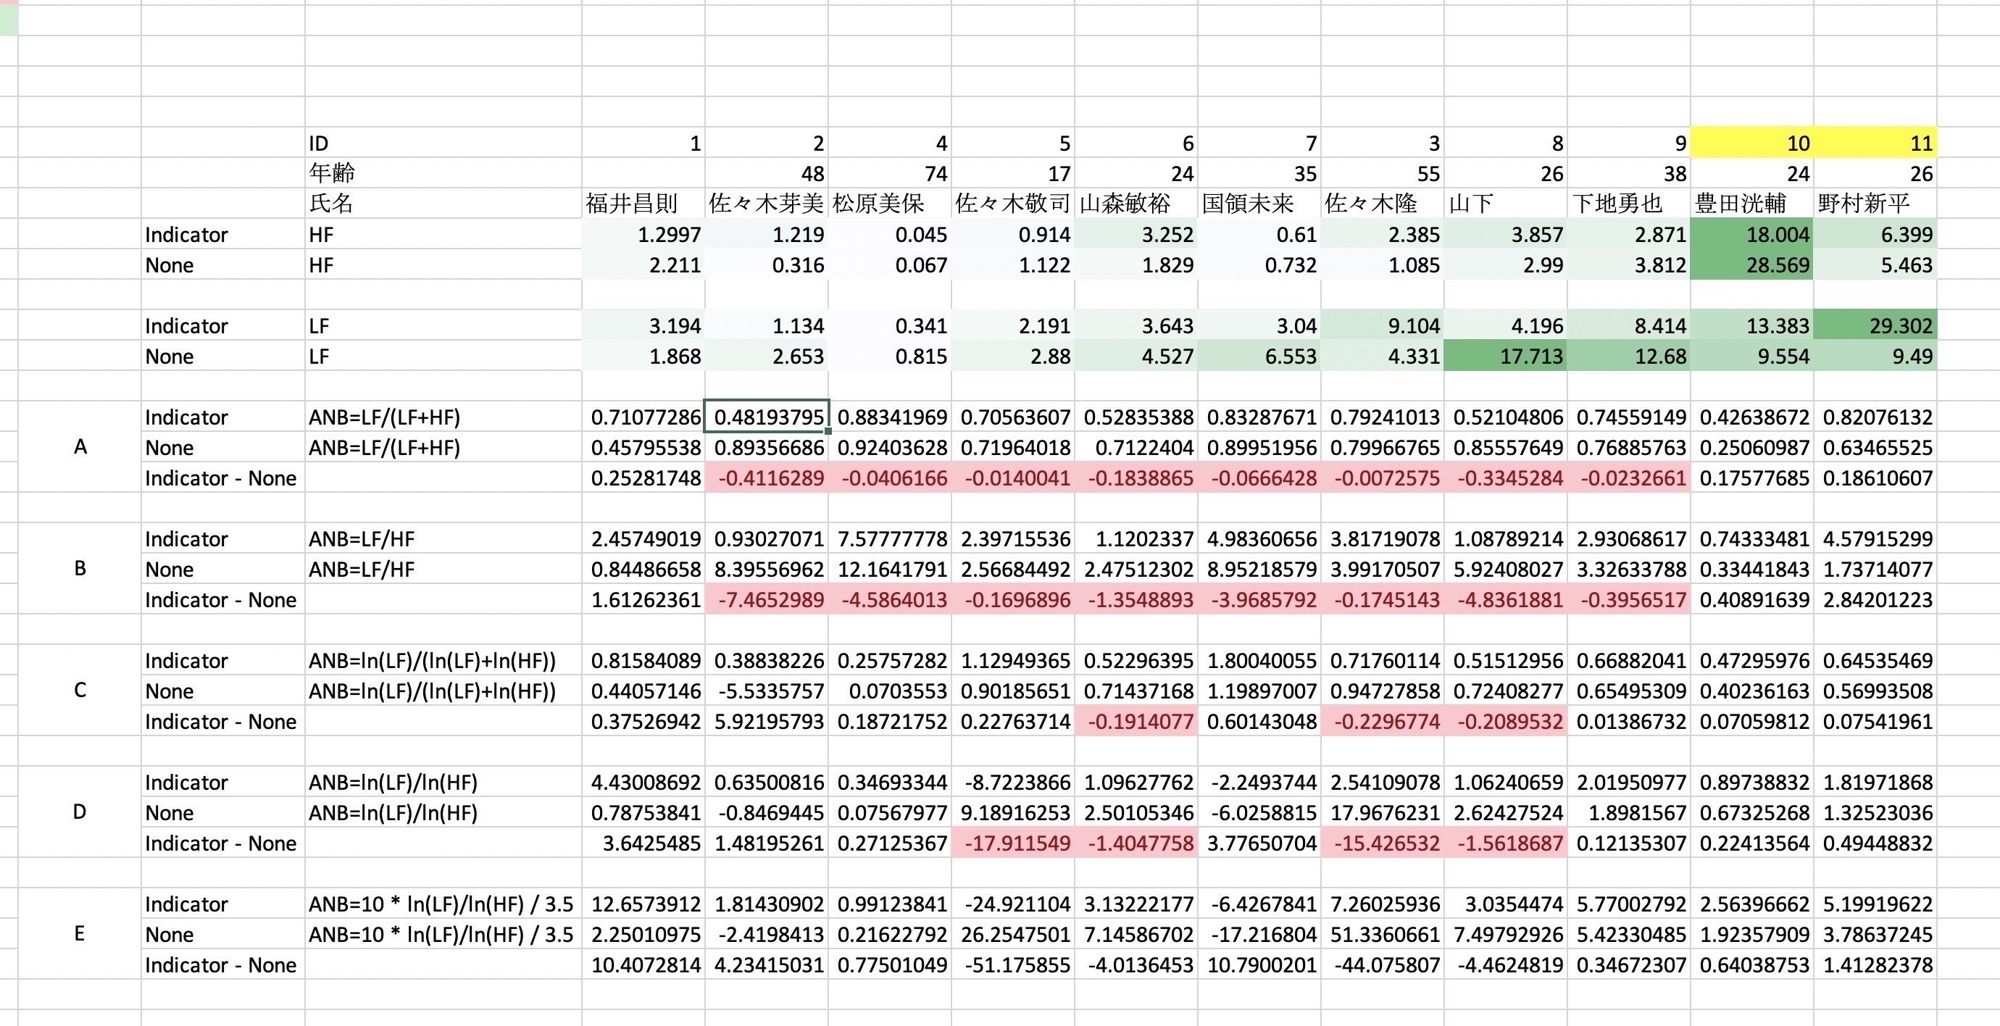 ID 1 2 4 5 6 7 3 8 9 10 11
年齢 48 74 17 24 35 55 26 38 24 26
氏名 福井昌則 佐々木芽美 松原美保 佐々木敬司 山森敏裕 国領未来 佐々木隆 山下 下地勇也 豊田洸輔 野村新平
Indicator HF 1.2997 1.219 0.045 0.914 3.252 0.61 2.385 3.857 2.871 18.004 6.399
None HF 2.211 0.316 0.067 1.122 1.829 0.732 1.085 2.99 3.812 28.569 5.463
Indicator LF 3.194 1.134 0.341 2.191 3.643 3.04 9.104 4.196 8.414 13.383 29.302
None LF 1.868 2.653 0.815 2.88 4.527 6.553 4.331 17.713 12.68 9.554 9.49
Indicator ANB=LF/(LF+HF) 0.71077286 0.48193795 0.88341969 0.70563607 0.52835388 0.83287671 0.79241013 0.52104806 0.74559149 0.42638672 0.82076132
A None ANB=LF/(LF+HF) 0.45795538 0.89356686 0.92403628 0.71964018 0.7122404 0.89951956 0.79966765 0.85557649 0.76885763 0.25060987 0.63465525
Indicator - None 0.25281748 -0.4116289 -0.0406166 -0.0140041 -0.1838865 -0.0666428 -0.0072575 -0.3345284 -0.0232661 0.17577685 0.18610607
Indicator ANB=LF/HF 2.45749019 0.93027071 7.57777778 2.39715536 1.1202337 4.98360656 3.81719078 1.08789214 2.93068617 0.74333481 4.57915299
B None ANB=LF/HF 0.84486658 8.39556962 12.1641791 2.56684492 2.47512302 8.95218579 3.99170507 5.92408027 3.32633788 0.33441843 1.73714077
Indicator - None 1.61262361 -7.4652989 -4.5864013 -0.1696896 -1.3548893 -3.9685792 -0.1745143 -4.8361881 -0.3956517 0.40891639 2.84201223
Indicator ANB=ln(LF)/(ln(LF)+ln(HF)) 0.81584089 0.38838226 0.25757282 1.12949365 0.52296395 1.80040055 0.71760114 0.51512956 0.66882041 0.47295976 0.64535469
C None ANB=ln(LF)/(ln(LF)+ln(HF)) 0.44057146 -5.5335757 0.0703553 0.90185651 0.71437168 1.19897007 0.94727858 0.72408277 0.65495309 0.40236163 0.56993508
Indicator - None 0.37526942 5.92195793 0.18721752 0.22763714 -0.1914077 0.60143048 -0.2296774 -0.2089532 0.01386732 0.07059812 0.07541961
Indicator ANB=ln(LF)/ln(HF) 4.43008692 0.63500816 0.34693344 -8.7223866 1.09627762 -2.2493744 2.54109078 1.06240659 2.01950977 0.89738832 1.81971868
D None ANB=ln(LF)/ln(HF) 0.78753841 -0.8469445 0.07567977 9.18916253 2.50105346 -6.0258815 17.9676231 2.62427524 1.8981567 0.67325268 1.32523036
Indicator - None 3.6425485 1.48195261 0.27125367 -17.911549 -1.4047758 3.77650704 -15.426532 -1.5618687 0.12135307 0.22413564 0.49448832
Indicator ANB=10 * ln(LF)/ln(HF) / 3.5 12.6573912 1.81430902 0.99123841 -24.921104 3.13222177 -6.4267841 7.26025936 3.0354474 5.77002792 2.56396662 5.19919622
E None ANB=10 * ln(LF)/ln(HF) / 3.5 2.25010975 -2.4198413 0.21622792 26.2547501 7.14586702 -17.216804 51.3360661 7.49792926 5.42330485 1.92357909 3.78637245
Indicator - None 10.4072814 4.23415031 0.77501049 -51.175855 -4.0136453 10.7900201 -44.075807 -4.4624819 0.34672307 0.64038753 1.41282378